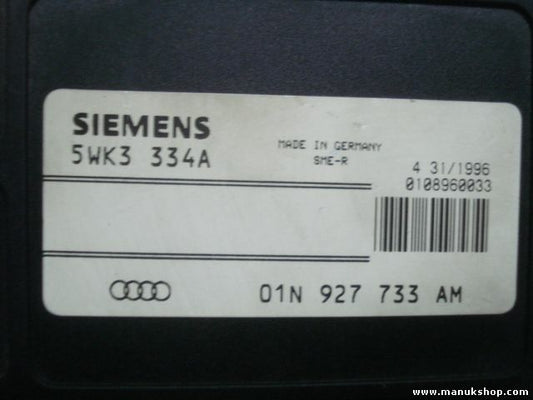 SIEMENS
5WK3 334A
MADE IN GERMANY
SME-R
4 31/1996
0108960033
01N 927 733 AM
www.manukshop.com